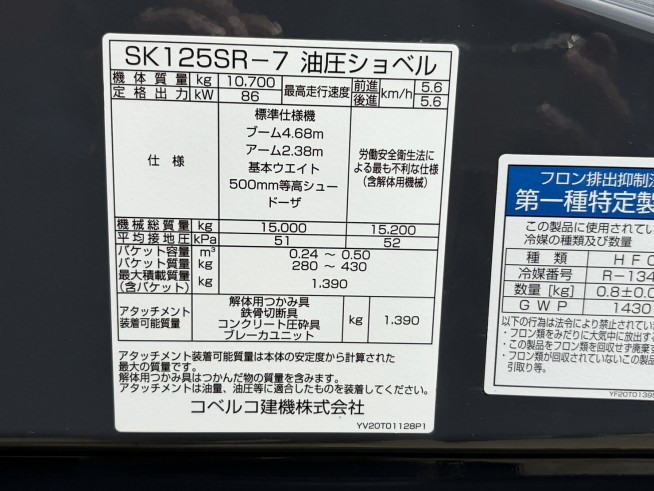 SK125SR-7 油圧ショベル
機体質量 kg 10,700 最高走行速度 前進 km/h 5.6
定格出力 kW 86 後進 5.6
仕様
標準仕様機
ブーム4.68m
アーム2.38m
基本ウエイト
500mm等高シュー
ドーザ
労働安全衛生法に
よる最も不利な仕様
(含解体用機械)
機械総質量 kg 15,000 15,200
平均接地圧 kPa 51 52
バケット容量 m³ 0.24 ~ 0.50
バケット質量 kg 280 ~ 430
最大積載質量 kg 1,390
(含バケット)
アタッチメント
装着可能質量
解体用つかみ具
鉄骨切断具
コンクリート圧砕具
ブレーカユニット
kg 1,390
アタッチメント装着可能質量は本体の安定度から計算された
最大の質量です。
解体用つかみ具はつかんだ物の質量を含みます。
アタッチメントは油量、油圧等に適合したものを装着してください。
コベルコ建機株式会社
YV20T01128P1
フロン排出抑制法
第一種特定製
この製品に使用されてい
冷媒の種類及び数量
種類 HFC
冷媒番号 R-134
数量 [kg] 0.8±0.0
GWP 1430
以下の行為は法令により禁止されてい
・フロン類をみだりに大気中に放出する
・この製品をフロン類を回収せず廃棄す
・フロン類が回収されていないこの製品
引取り等。
YF20T01395